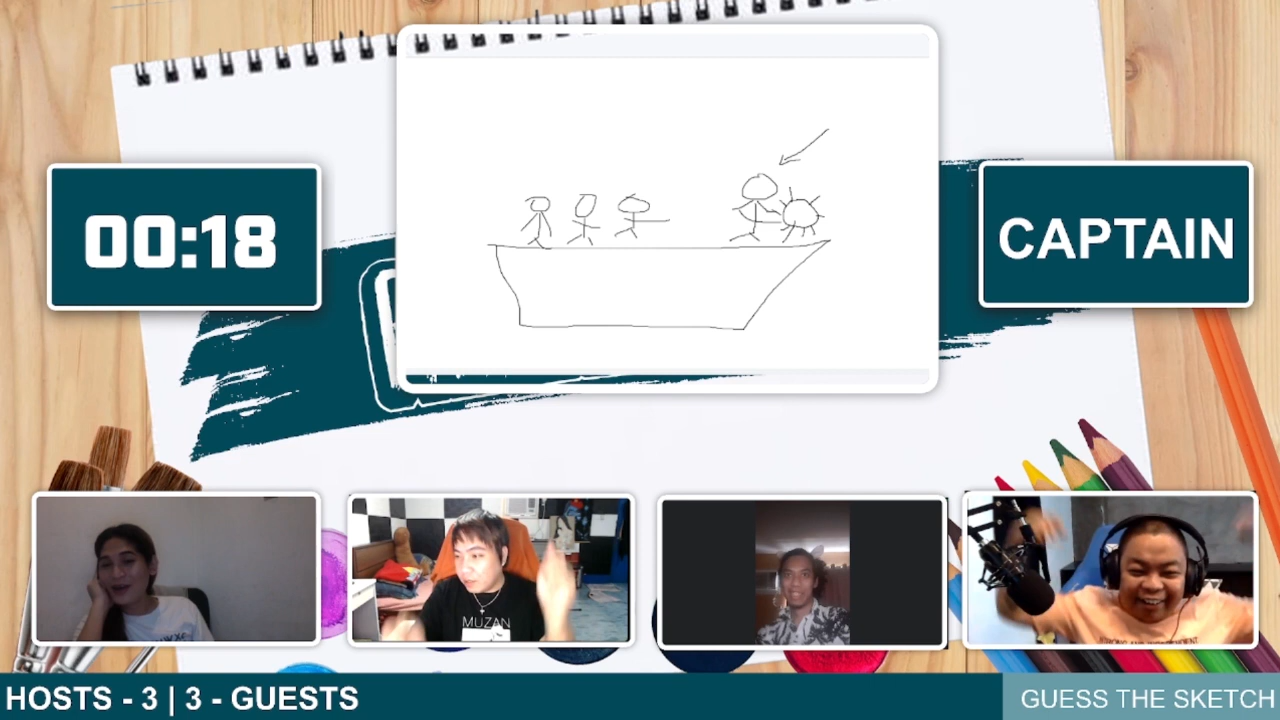 00:18
CAPTAIN
MUZAN
HOSTS - 3 | 3 - GUESTS
GUESS THE SKETCH